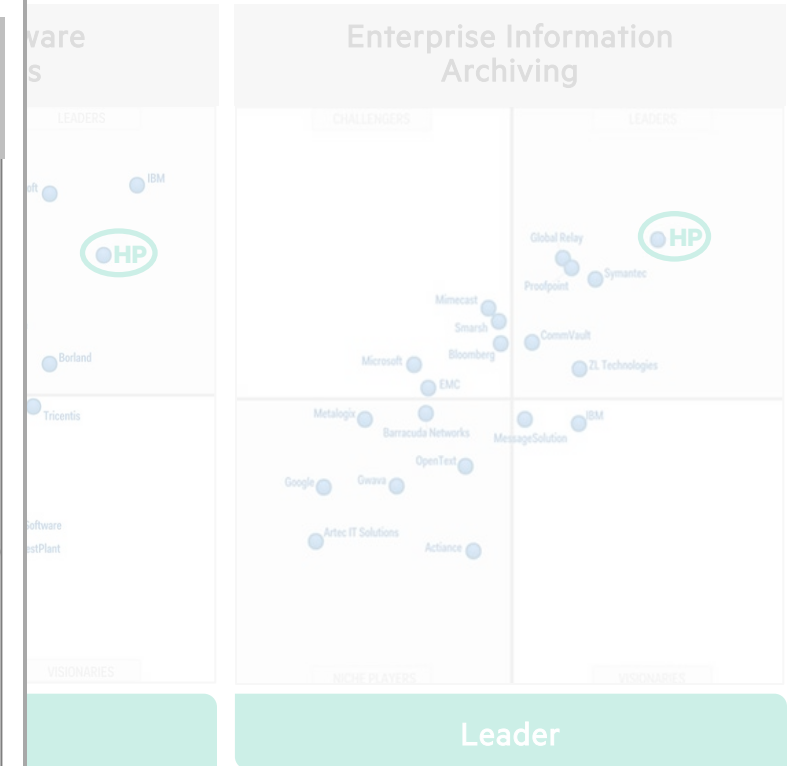 ware
s
LEADERS
oft
IBM
HP
Borland
Tricentis
Software
estPlant
VISIONARIES
Enterprise Information
Archiving
CHALLENGERS
LEADERS
Global Relay
HP
Proofpoint
Symantec
Mimecast
Smarsh
Bloomberg
CommVault
Microsoft
ZL Technologies
EMC
Metalogix
Barracuda Networks
MessageSolution
IBM
OpenText
Google
Gwava
Artec IT Solutions
Actiance
NICHE PLAYERS
VISIONARIES
Leader